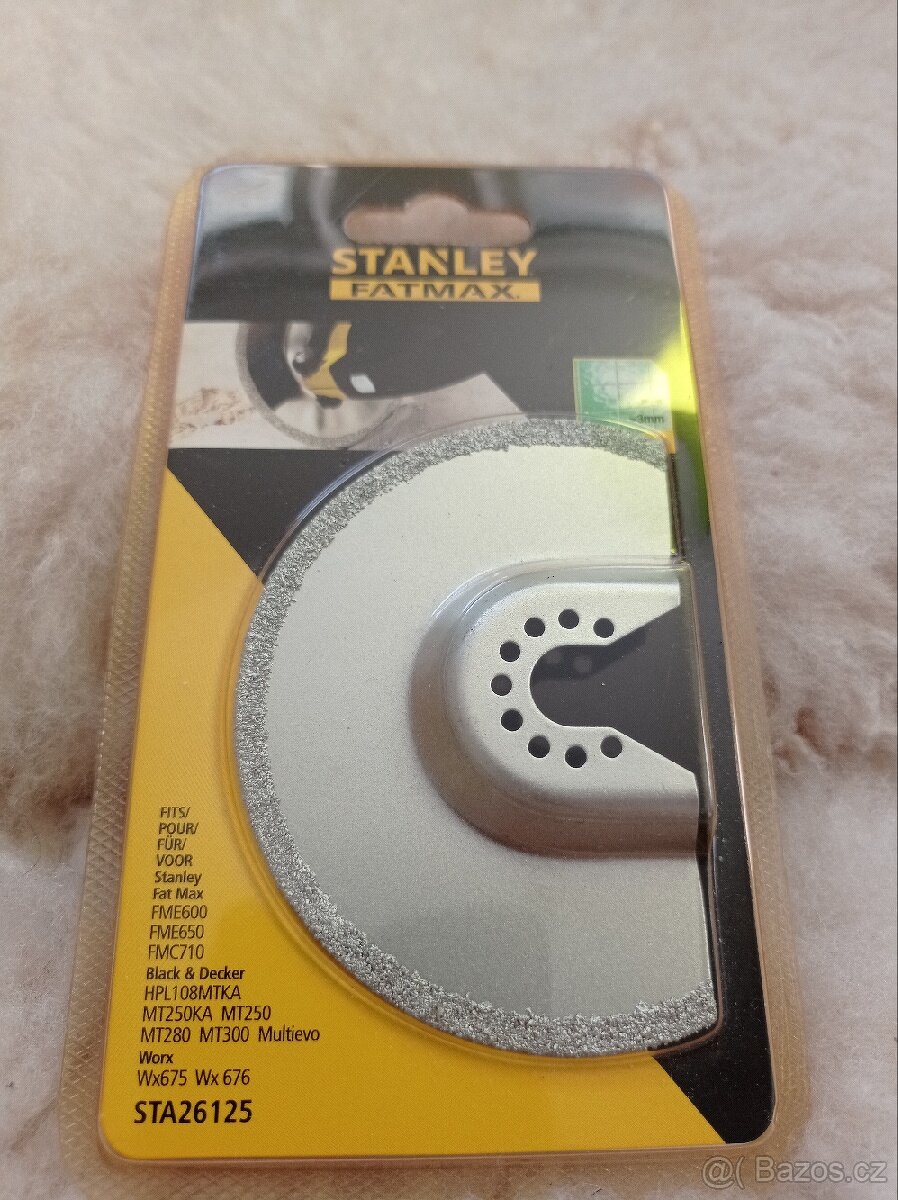 STANLEY
FATMAX
~3mm
FITS/
POUR/
FÜR/
VOOR
Stanley
Fat Max
FME600
FME650
FMC710
Black & Decker
HPL108MTKA
MT250KA MT250
MT280 MT300 Multievo
Worx
Wx675 Wx 676
STA26125
@( Bazos.cz